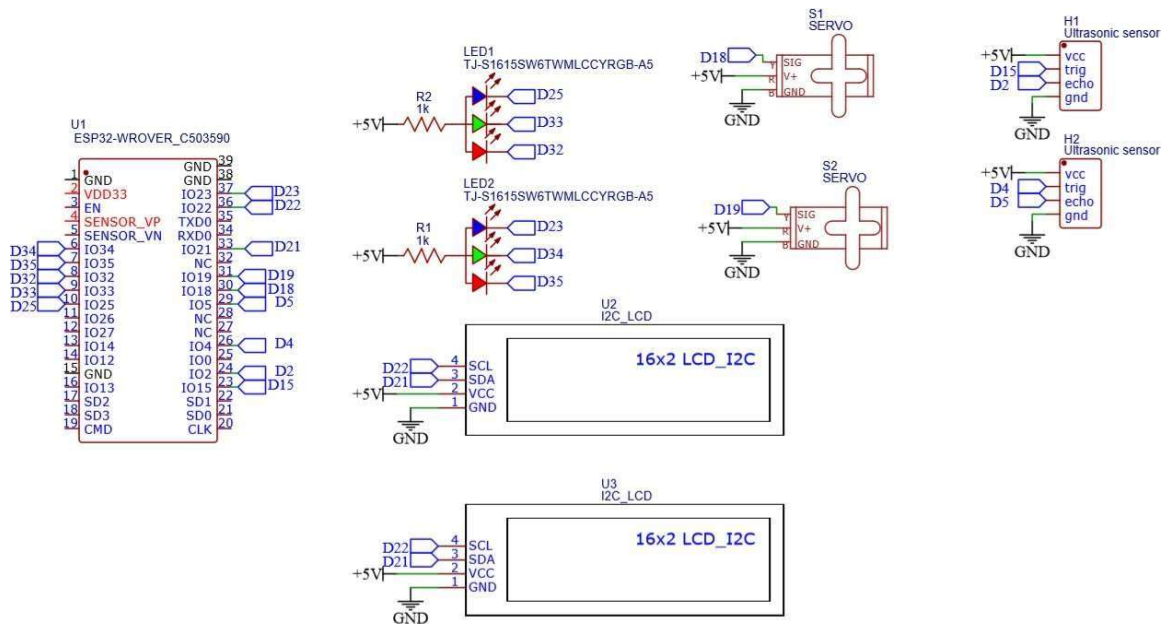 U1
ESP32-WROVER_C503590
1 GND
2 VDD33
3 EN
4 SENSOR_VP
5 SENSOR_VN
D34 6 IO34
D35 7 IO35
D32 8 IO32
D33 9 IO33
D25 10 IO25
11 IO26
12 IO27
13 IO14
14 IO12
15 GND
16 IO13
17 SD2
18 SD3
19 CMD
GND 39
GND 38
IO23 37 D23
IO22 36 D22
TXD0 35
RXD0 34
IO21 33 D21
NC 32
IO19 31 D19
IO18 30 D18
IO5 29 D5
NC 28
NC 27
IO4 26 D4
IO0 25
IO2 24 D2
IO15 23 D15
SD1 22
SD0 21
CLK 20
LED1
TJ-S1615SW6TWMLCCYRGB-A5
R2
1k
+5V
D25
D33
D32
LED2
TJ-S1615SW6TWMLCCYRGB-A5
R1
1k
+5V
D23
D34
D35
S1
SERVO
D18 Y SIG
+5V R V+
B GND
GND
S2
SERVO
D19 Y SIG
+5V R V+
B GND
GND
H1
Ultrasonic sensor
+5V vcc
D15 trig
D2 echo
gnd
GND
H2
Ultrasonic sensor
+5V vcc
D4 trig
D5 echo
gnd
GND
U2
I2C_LCD
16x2 LCD_I2C
D22 4 SCL
D21 3 SDA
+5V 2 VCC
1 GND
GND
U3
I2C_LCD
16x2 LCD_I2C
D22 4 SCL
D21 3 SDA
+5V 2 VCC
1 GND
GND